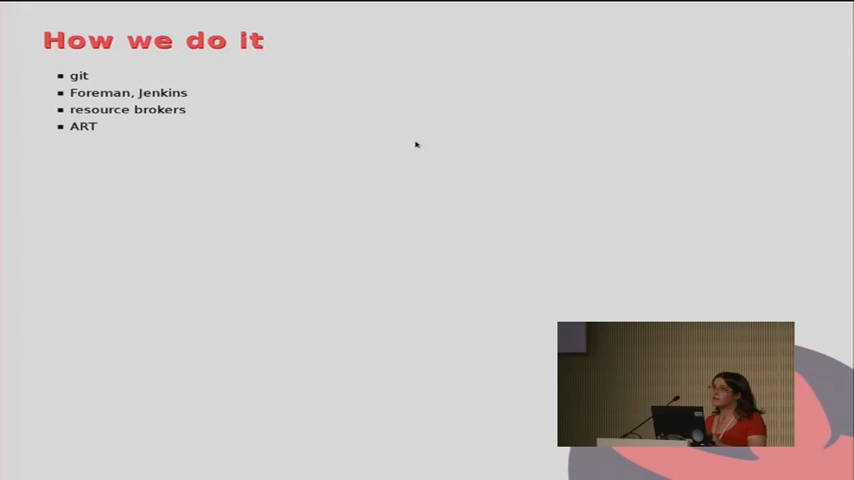 How we do it
git
Foreman, Jenkins
resource brokers
ART